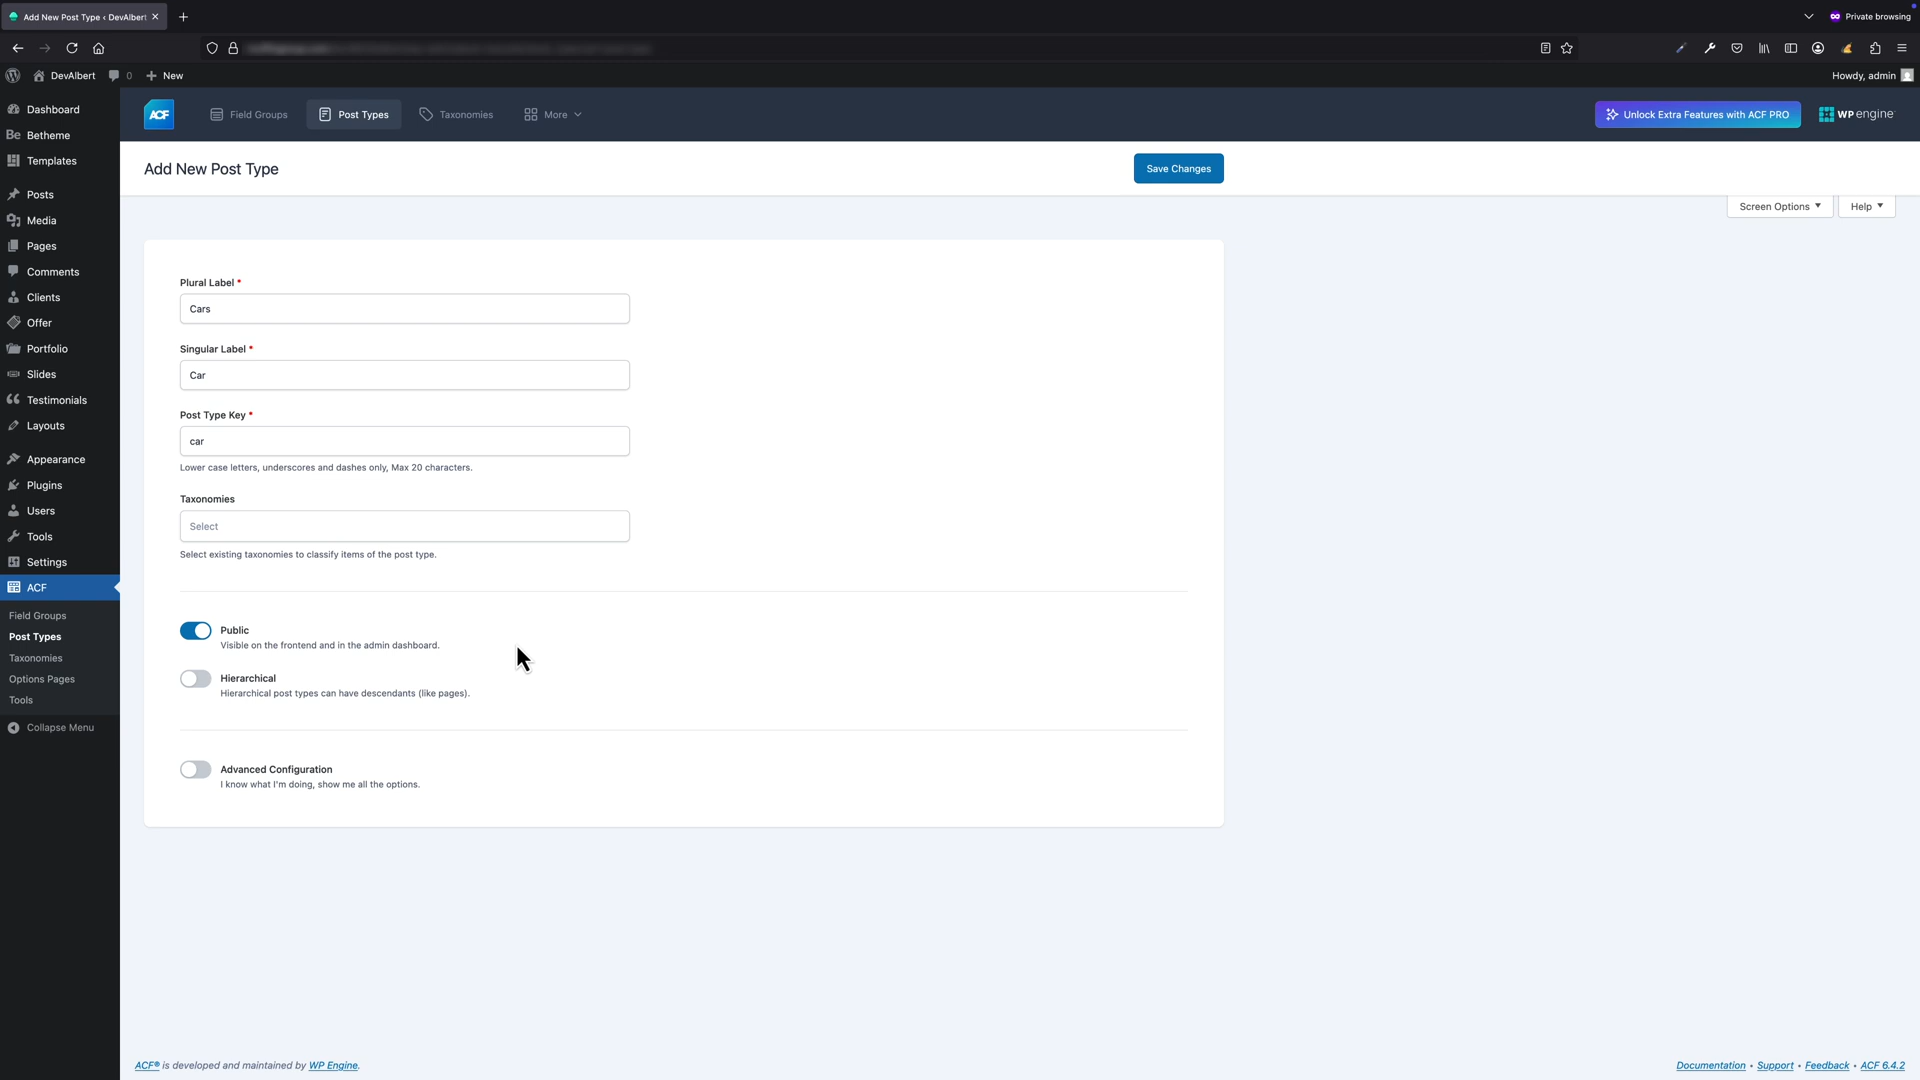 Add New Post Type ‹ DevAlbert
Private browsing
DevAlbert
0
New
Howdy, admin
Dashboard
Be Betheme
Templates
Posts
Media
Pages
Comments
Clients
Offer
Portfolio
Slides
Testimonials
Layouts
Appearance
Plugins
Users
Tools
Settings
ACF
Field Groups
Post Types
Taxonomies
Options Pages
Tools
Collapse Menu
ACF
Field Groups
Post Types
Taxonomies
More
Unlock Extra Features with ACF PRO
WP engine
Add New Post Type
Save Changes
Screen Options
Help
Plural Label *
Cars
Singular Label *
Car
Post Type Key *
car
Lower case letters, underscores and dashes only, Max 20 characters.
Taxonomies
Select
Select existing taxonomies to classify items of the post type.
Public
Visible on the frontend and in the admin dashboard.
Hierarchical
Hierarchical post types can have descendants (like pages).
Advanced Configuration
I know what I'm doing, show me all the options.
ACF® is developed and maintained by WP Engine.
Documentation · Support · Feedback · ACF 6.4.2